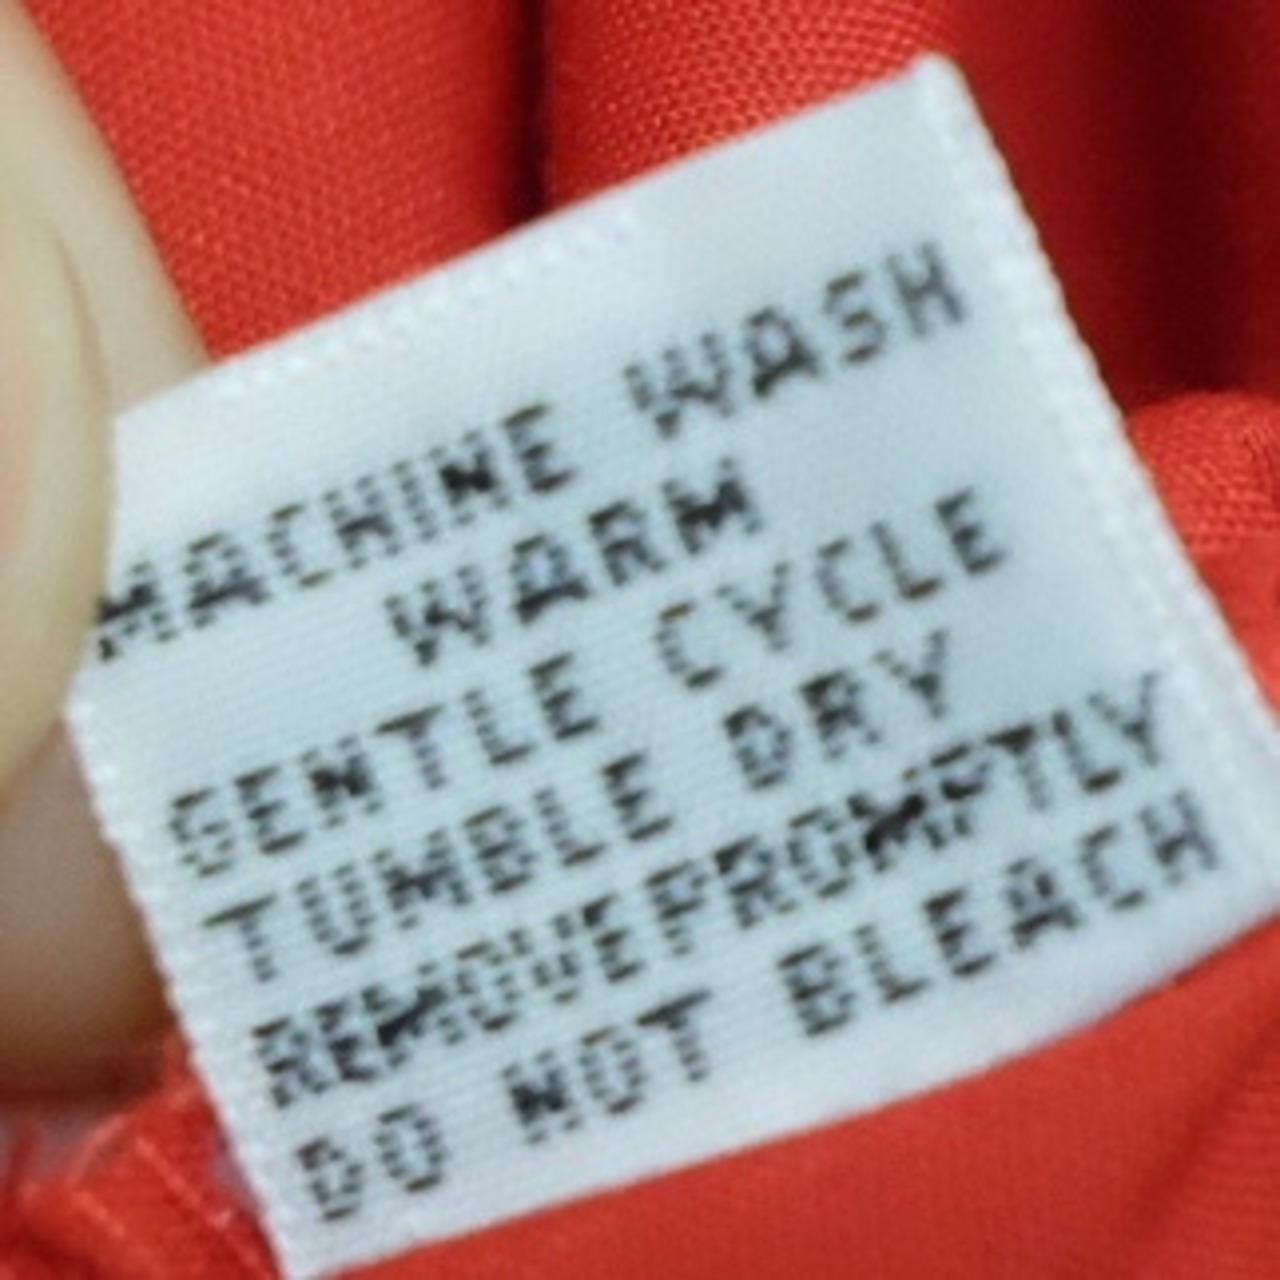 MACHINE WASH
WARM
GENTLE CYCLE
TUMBLE DRY
REMOVEPROMPTLY
DO NOT BLEACH